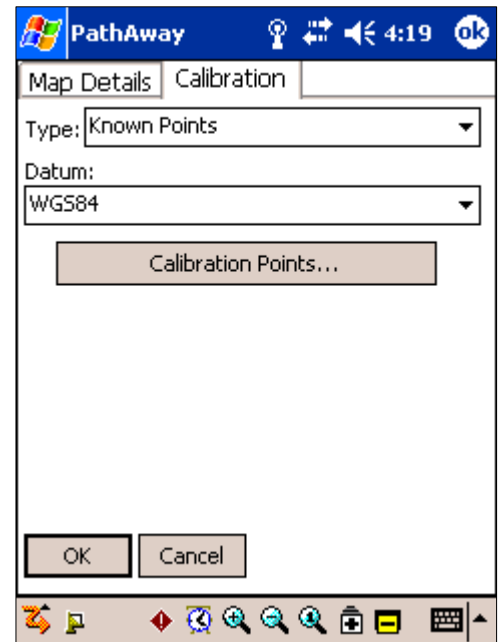 PathAway 4:19 ok
Map Details Calibration
Type: Known Points
Datum:
WGS84
Calibration Points...
OK Cancel